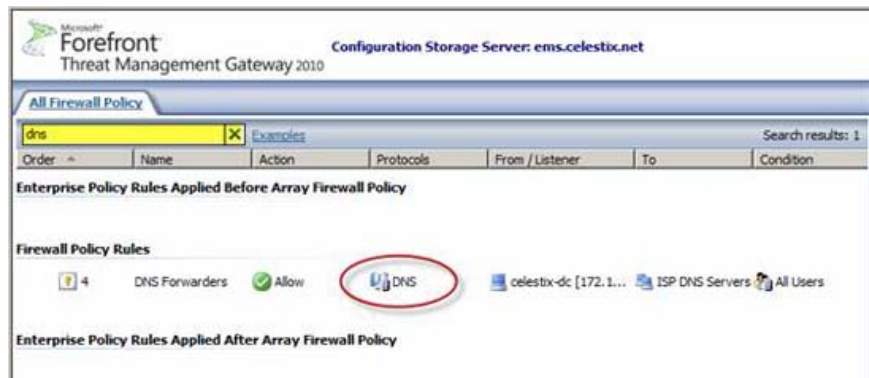 Microsoft
Forefront
Threat Management Gateway 2010
Configuration Storage Server: ems.celestix.net
All Firewall Policy
dns
Examples
Search results: 1
Order Name Action Protocols From / Listener To Condition
Enterprise Policy Rules Applied Before Array Firewall Policy
Firewall Policy Rules
4 DNS Forwarders Allow DNS celestix-dc [172.1... ISP DNS Servers All Users
Enterprise Policy Rules Applied After Array Firewall Policy